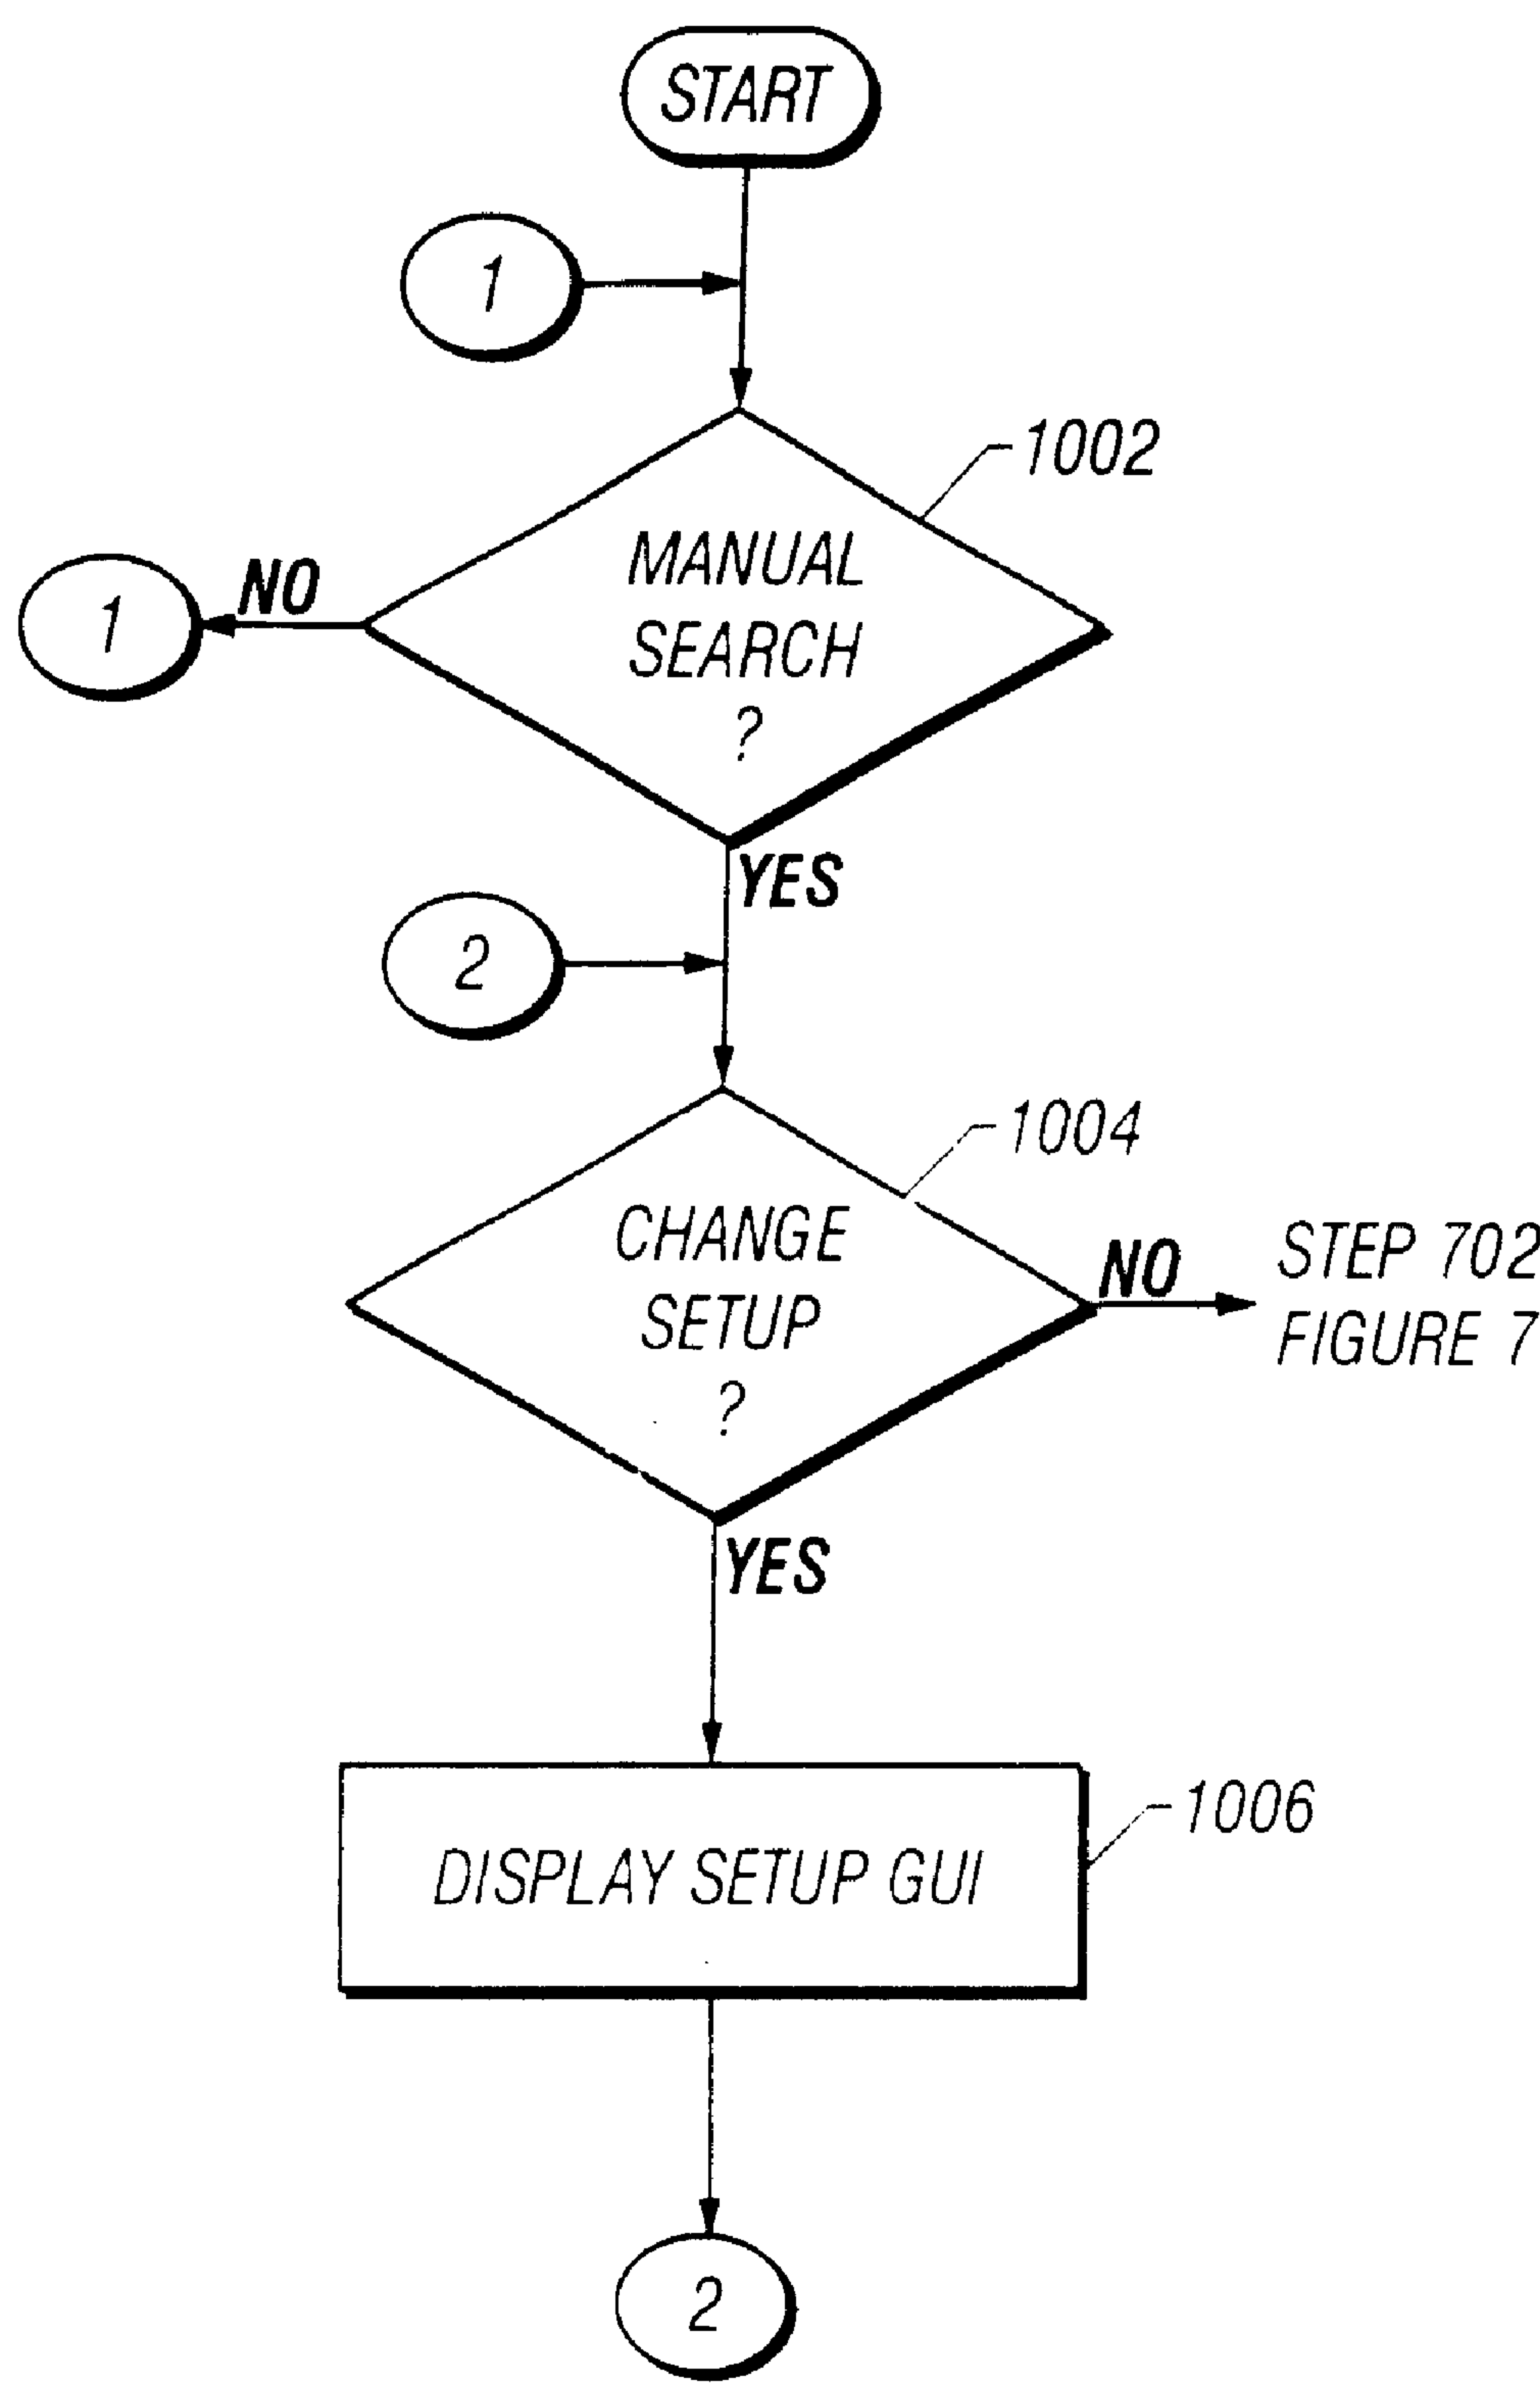 START
1
1002
MANUAL
SEARCH
?
NO
1
YES
2
1004
CHANGE
SETUP
?
NO
STEP 702
FIGURE 7
YES
1006
DISPLAY SETUP GUI
2